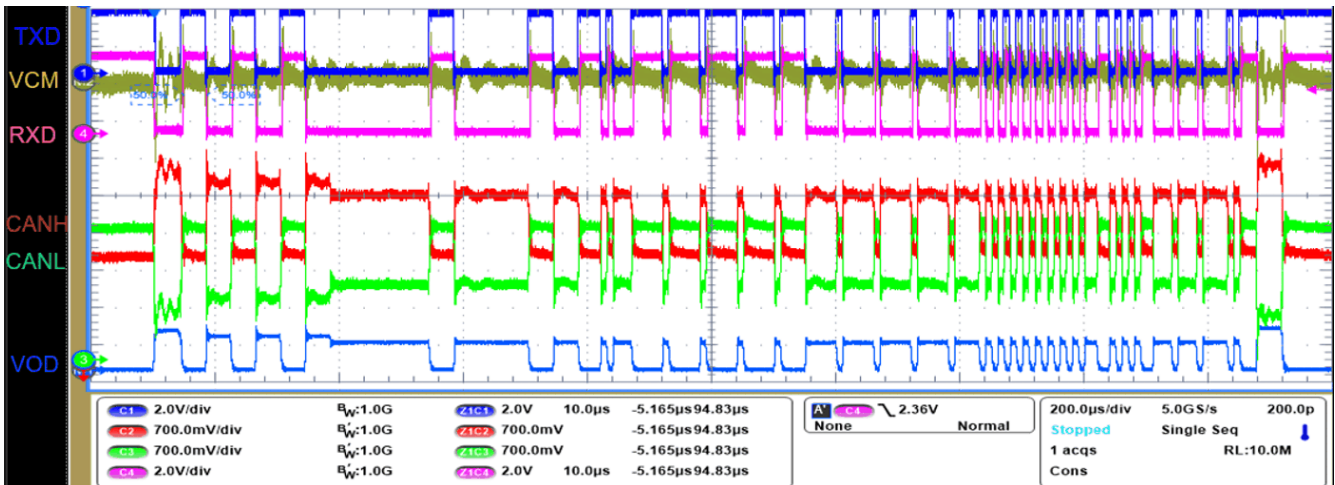 TXD
VCM
RXD
CANH
CANL
VOD
1
4
3
50.0%
50.0%
C1 2.0V/div BW:1.0G Z1C1 2.0V 10.0µs -5.165µs 94.83µs
C2 700.0mV/div B'W:1.0G Z1C2 700.0mV -5.165µs 94.83µs
C3 700.0mV/div B'W:1.0G Z1C3 700.0mV -5.165µs 94.83µs
C4 2.0V/div B'W:1.0G Z1C4 2.0V 10.0µs -5.165µs 94.83µs
A' C4 2.36V
None Normal
200.0µs/div 5.0GS/s 200.0p
Stopped Single Seq
1 acqs RL:10.0M
Cons